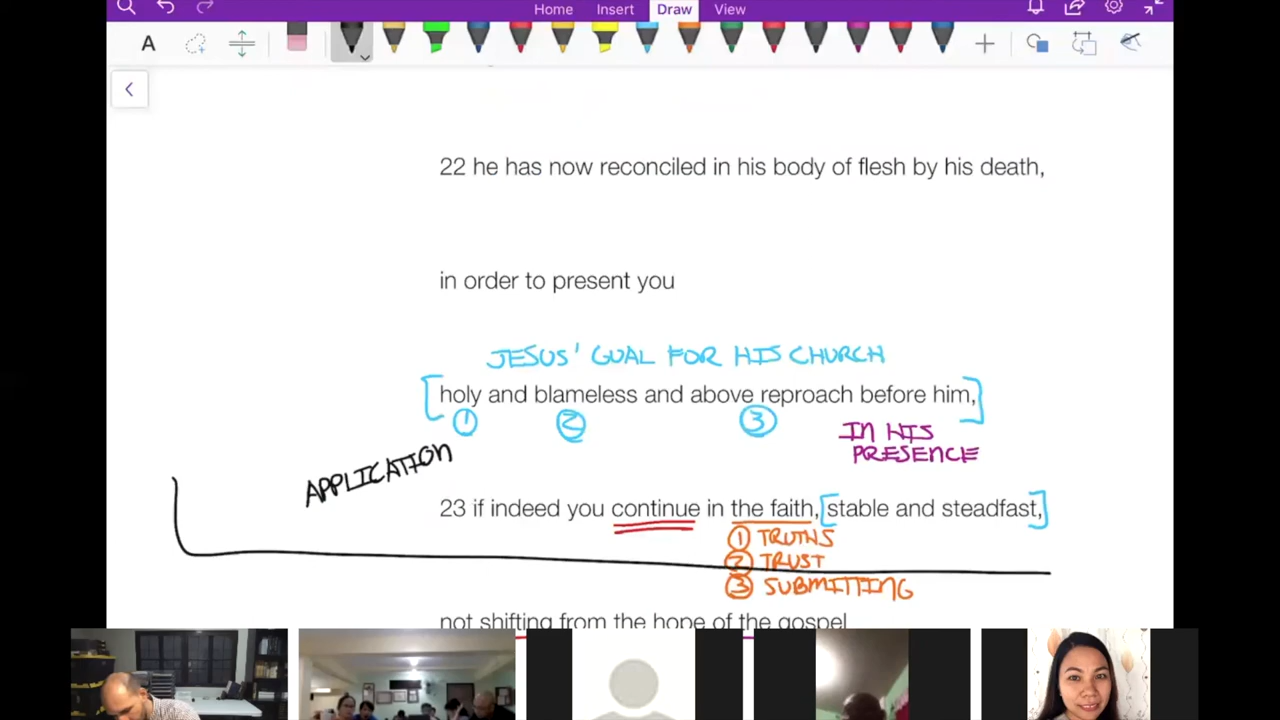 Home Insert Draw View
A
22 he has now reconciled in his body of flesh by his death,
in order to present you
JESUS' GOAL FOR HIS CHURCH
[holy and blameless and above reproach before him,]
1 2 3
IN HIS
PRESENCE
APPLICATION
23 if indeed you continue in the faith, [stable and steadfast,]
1 TRUTHS
2 TRUST
3 SUBMITTING
not shifting from the hope of the gospel